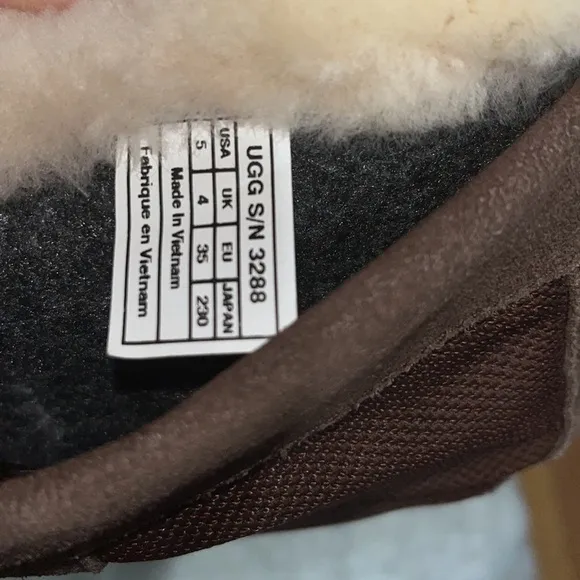 UGG S/N 3288
USA UK EU JAPAN
5 4 35 230
Made In Vietnam
Fabrique en Vietnam